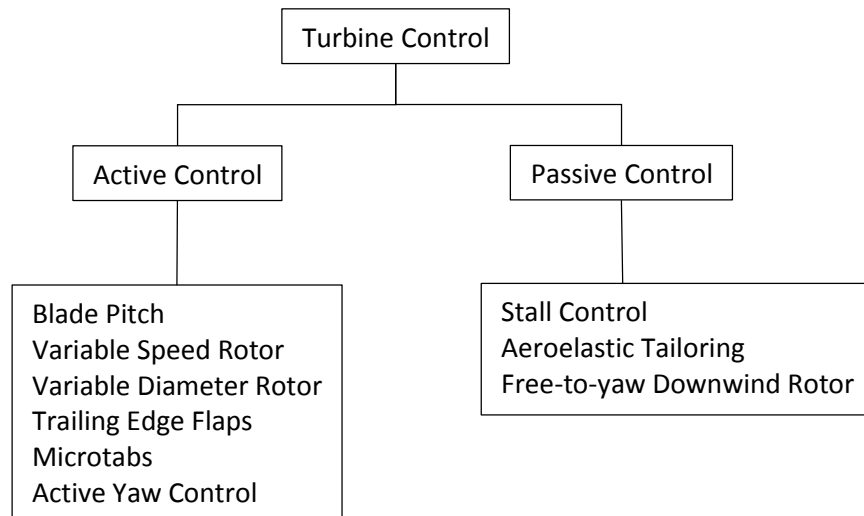 Turbine Control
Active Control
Passive Control
Blade Pitch
Variable Speed Rotor
Variable Diameter Rotor
Trailing Edge Flaps
Microtabs
Active Yaw Control
Stall Control
Aeroelastic Tailoring
Free-to-yaw Downwind Rotor